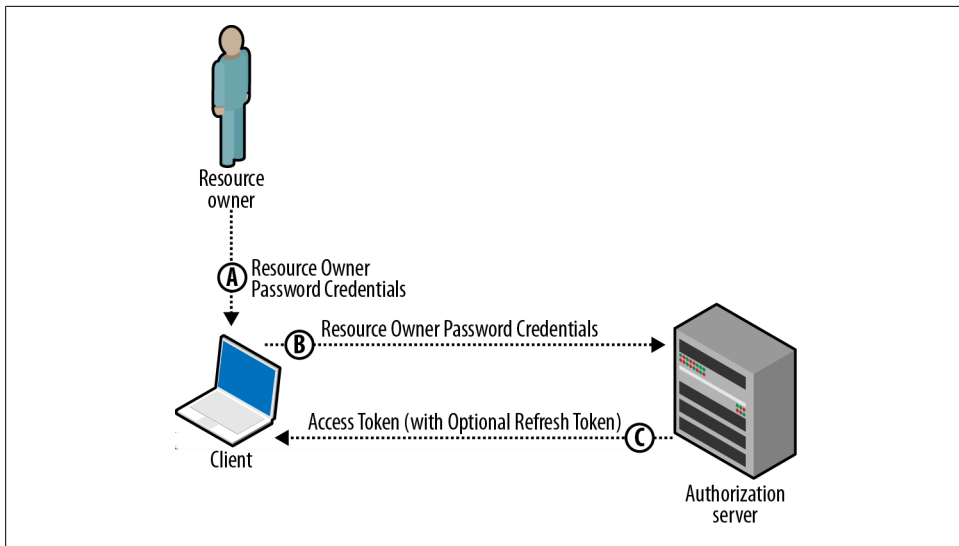 Resource
owner
A
Resource Owner
Password Credentials
B
Resource Owner Password Credentials
Access Token (with Optional Refresh Token)
C
Client
Authorization
server